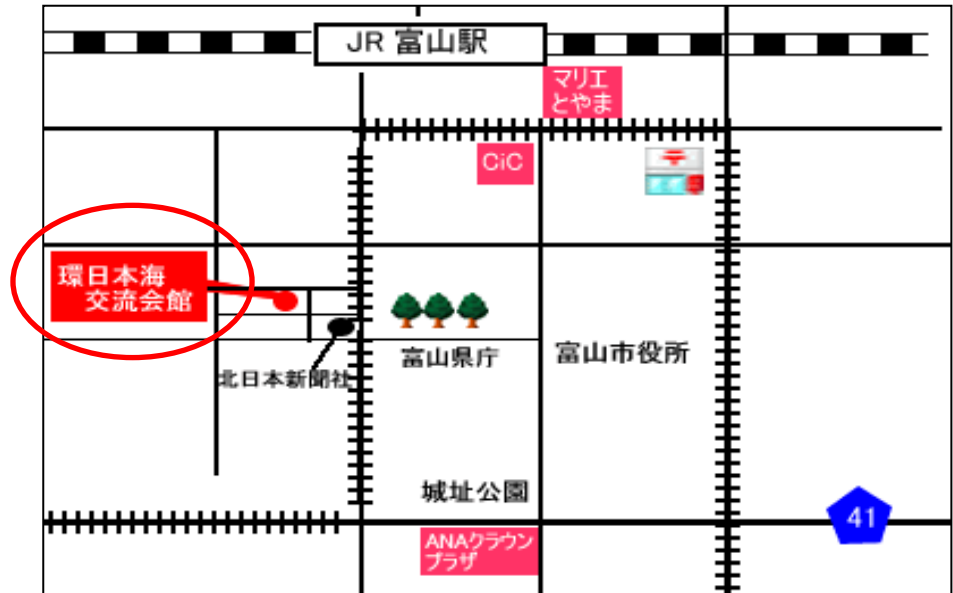 JR 富山駅
マリエ
とやま
CiC
環日本海
交流会館
富山県庁
富山市役所
北日本新聞社
城址公園
41
ANAクラウン
プラザ